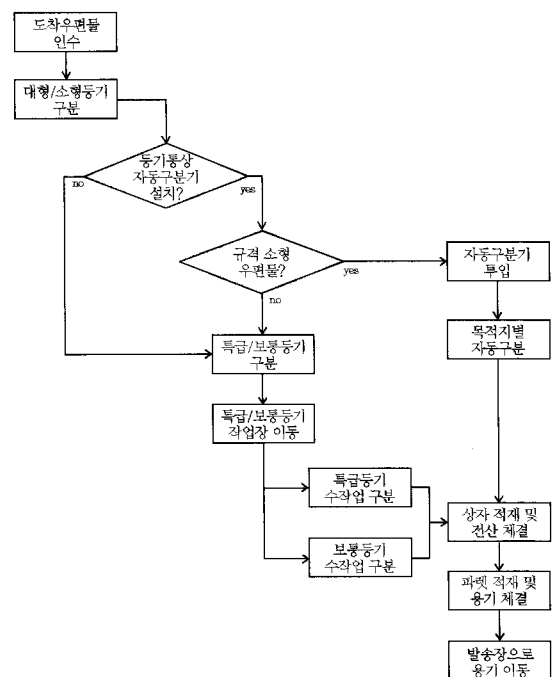 도착우편물
인수
대형/소형등기
구분
등기통상
자동구분기
설치?
no
yes
규격 소형
우편물?
yes
no
자동구분기
투입
목적지별
자동구분
특급/보통등기
구분
특급/보통등기
작업장 이동
특급등기
수작업 구분
보통등기
수작업 구분
상자 적재 및
전산 체결
파렛 적재 및
용기 체결
발송장으로
용기 이동